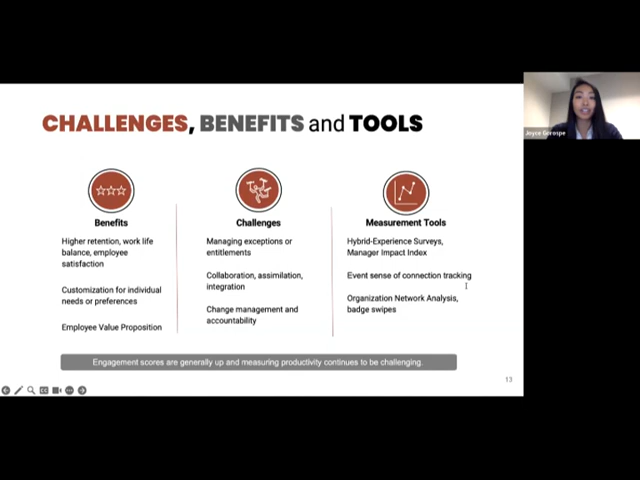 CHALLENGES, BENEFITS and TOOLS
Joyce Gorospe
Benefits
Higher retention, work life
balance, employee
satisfaction
Customization for individual
needs or preferences
Employee Value Proposition
Challenges
Managing exceptions or
entitlements
Collaboration, assimilation,
integration
Change management and
accountability
Measurement Tools
Hybrid-Experience Surveys,
Manager Impact Index
Event sense of connection tracking
Organization Network Analysis,
badge swipes
Engagement scores are generally up and measuring productivity continues to be challenging.
13